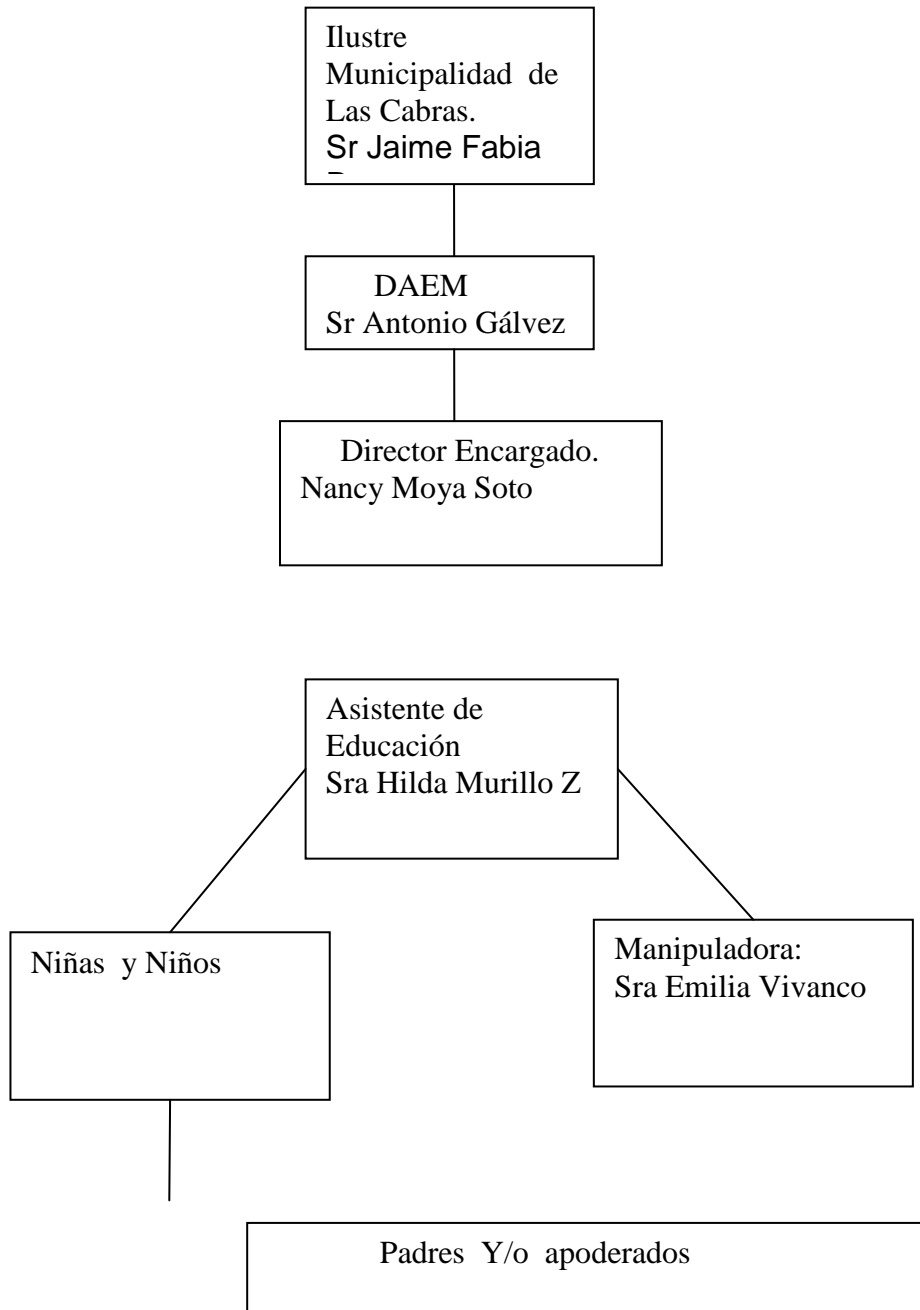 Ilustre
Municipalidad de
Las Cabras.
Sr Jaime Fabia
DAEM
Sr Antonio Gálvez
Director Encargado.
Nancy Moya Soto
Asistente de
Educación
Sra Hilda Murillo Z
Niñas y Niños
Manipuladora:
Sra Emilia Vivanco
Padres Y/o apoderados